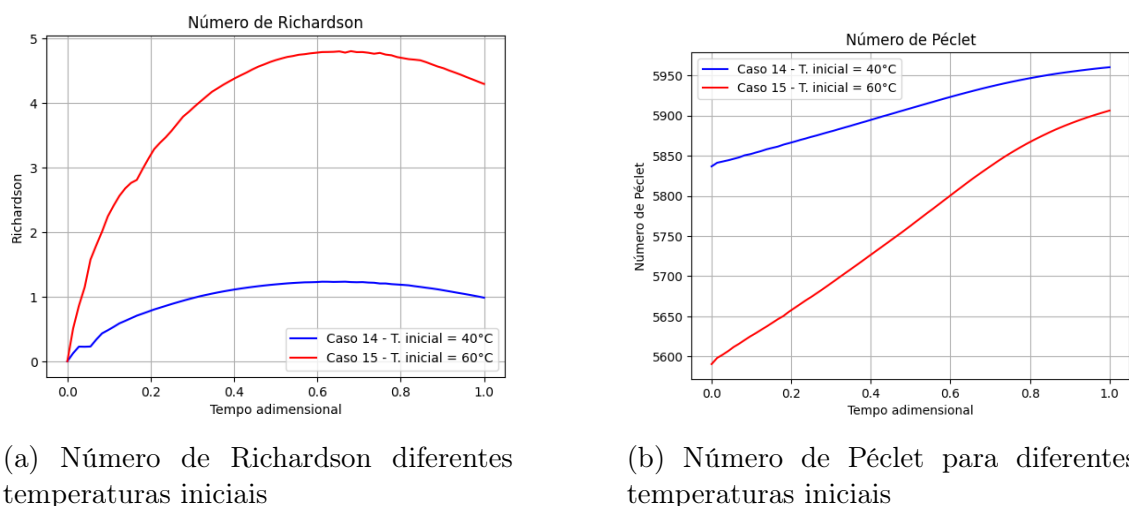 Número de Richardson
5
4
3
2
1
0
Richardson
Caso 14 - T. inicial = 40°C
Caso 15 - T. inicial = 60°C
0.0 0.2 0.4 0.6 0.8 1.0
Tempo adimensional
(a) Número de Richardson diferentes
temperaturas iniciais
Número de Péclet
5950
5900
5850
5800
5750
5700
5650
5600
Número de Péclet
Caso 14 - T. inicial = 40°C
Caso 15 - T. inicial = 60°C
0.0 0.2 0.4 0.6 0.8 1.0
Tempo adimensional
(b) Número de Péclet para diferentes
temperaturas iniciais